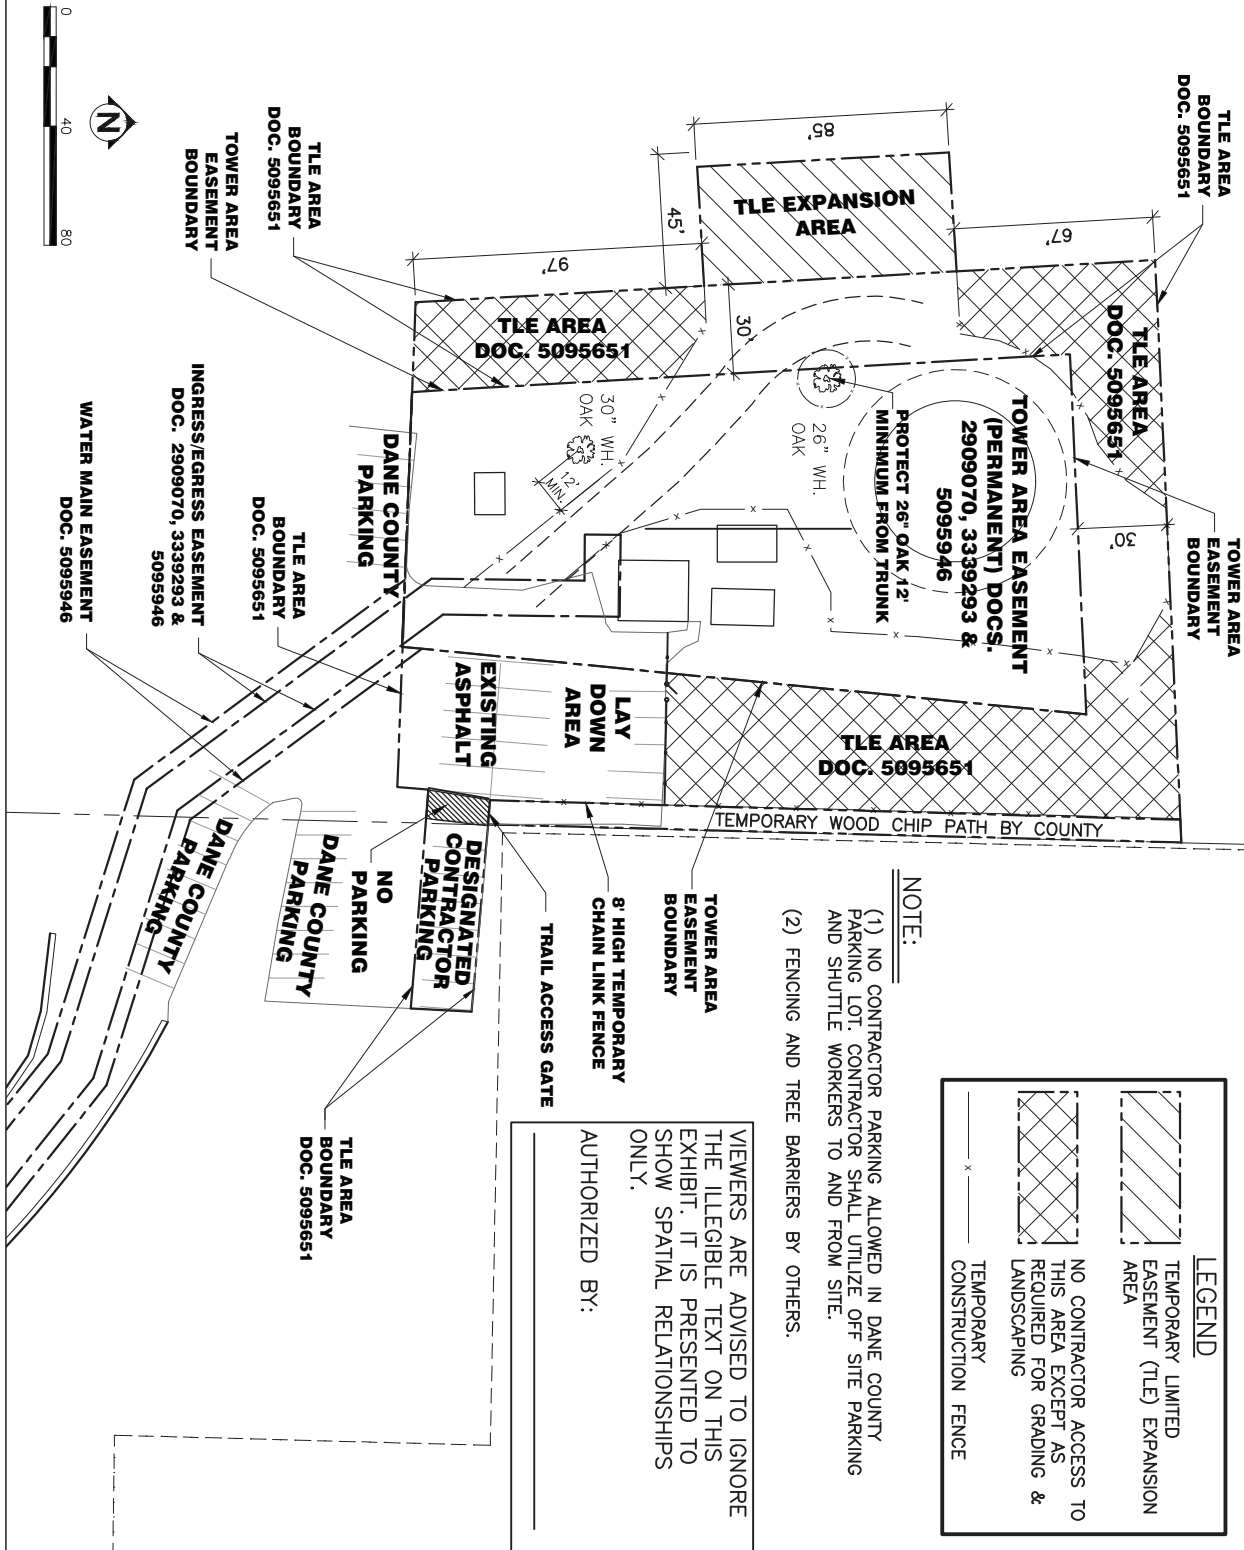 0
40
80
N
TLE AREA
BOUNDARY
DOC. 5095651
TOWER AREA
EASEMENT
BOUNDARY
TLE AREA
BOUNDARY
DOC. 5095651
85'
45'
97'
67'
30'
30'
TLE EXPANSION
AREA
TLE AREA
DOC. 5095651
TLE AREA
DOC. 5095651
TOWER AREA
EASEMENT
BOUNDARY
TOWER AREA EASEMENT
(PERMANENT) DOCS.
2909070, 3339293 &
5095946
PROTECT 26" OAK 12'
MINIMUM FROM TRUNK
26" WH.
OAK
30" WH.
OAK
12'
MIN.
DANE COUNTY
PARKING
INGRESS/EGRESS EASEMENT
DOC. 2909070, 3339293 &
5095946
WATER MAIN EASEMENT
DOC. 5095946
TLE AREA
BOUNDARY
DOC. 5095651
LAY
DOWN
AREA
EXISTING
ASPHALT
TLE AREA
DOC. 5095651
TEMPORARY WOOD CHIP PATH BY COUNTY
DESIGNATED
CONTRACTOR
PARKING
NO
PARKING
DANE COUNTY
PARKING
DANE COUNTY
PARKING
TOWER AREA
EASEMENT
BOUNDARY
8' HIGH TEMPORARY
CHAIN LINK FENCE
TRAIL ACCESS GATE
TLE AREA
BOUNDARY
DOC. 5095651
NOTE:
(1) NO CONTRACTOR PARKING ALLOWED IN DANE COUNTY
PARKING LOT. CONTRACTOR SHALL UTILIZE OFF SITE PARKING
AND SHUTTLE WORKERS TO AND FROM SITE.
(2) FENCING AND TREE BARRIERS BY OTHERS.
LEGEND
TEMPORARY LIMITED
EASEMENT (TLE) EXPANSION
AREA
NO CONTRACTOR ACCESS TO
THIS AREA EXCEPT AS
REQUIRED FOR GRADING &
LANDSCAPING
TEMPORARY
CONSTRUCTION FENCE
VIEWERS ARE ADVISED TO IGNORE
THE ILLEGIBLE TEXT ON THIS
EXHIBIT. IT IS PRESENTED TO
SHOW SPATIAL RELATIONSHIPS
ONLY.
AUTHORIZED BY: